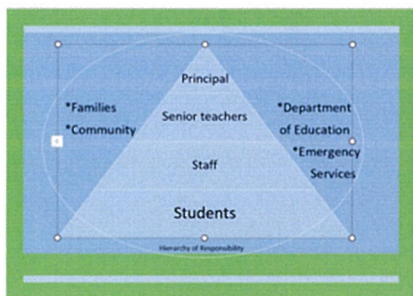 Principal
*Families
*Community
Senior teachers
*Department
of Education
*Emergency
Services
Staff
Students
Hierarchy of Responsibility